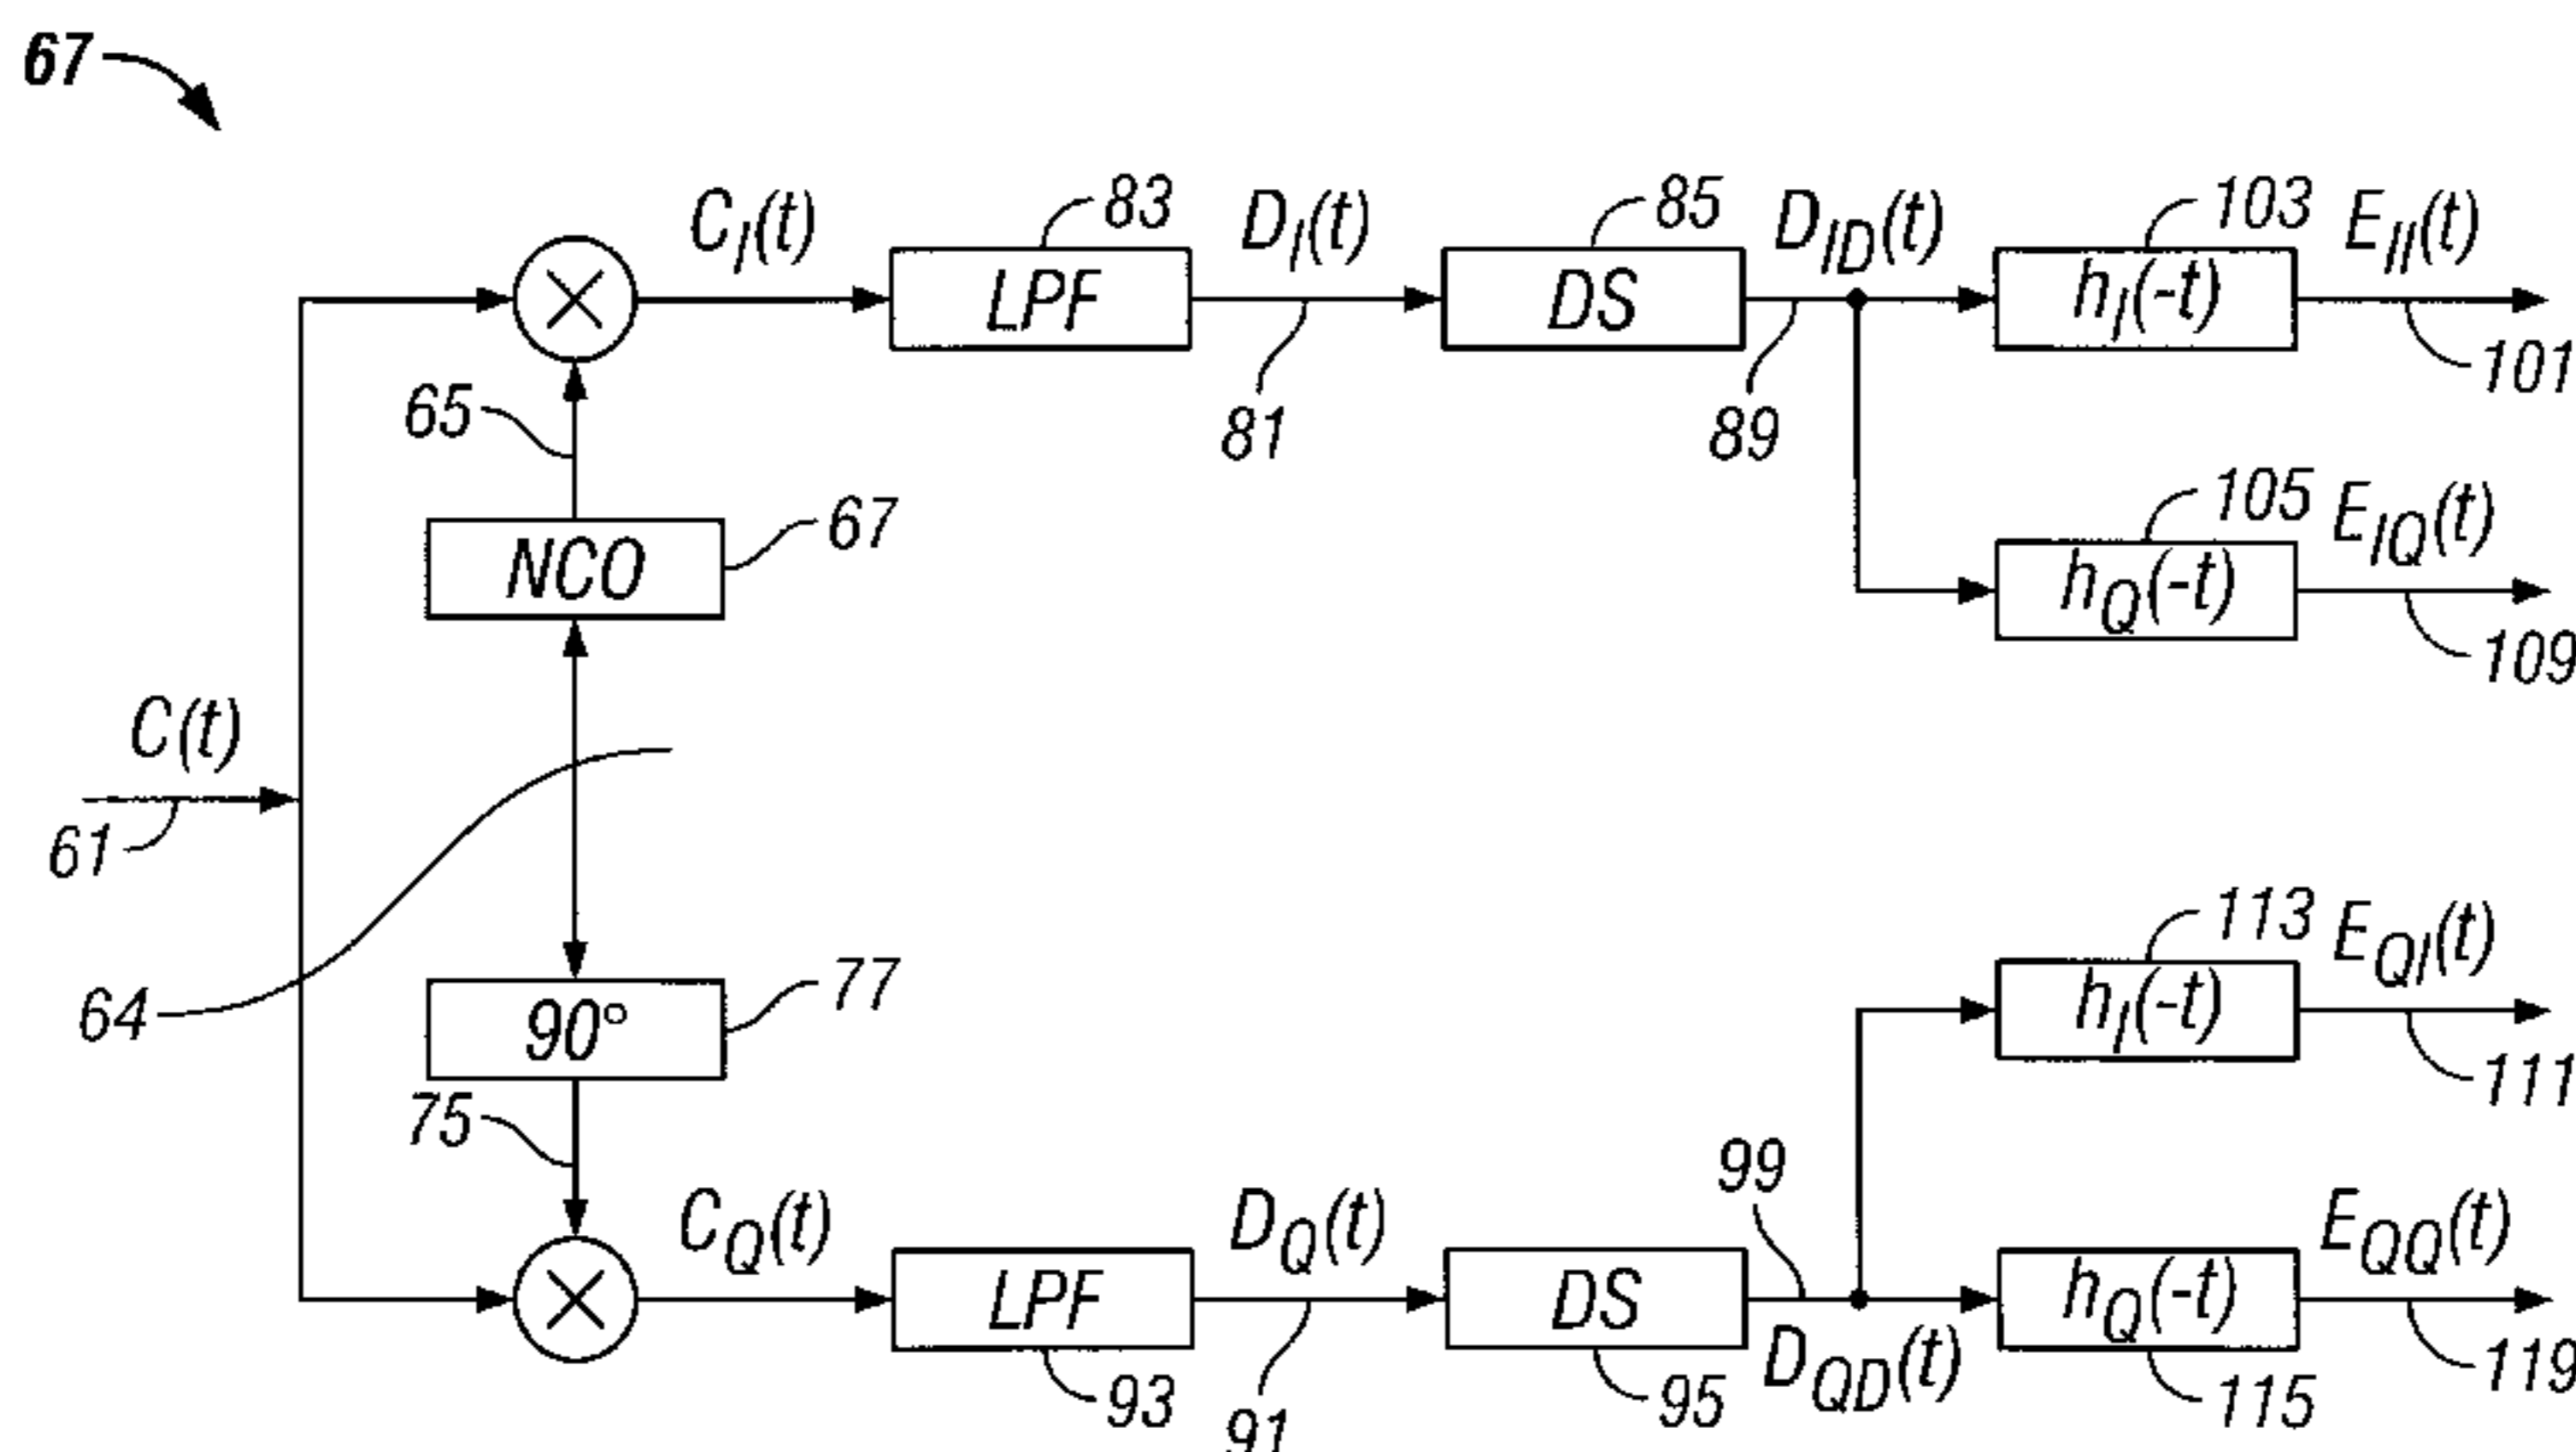 67
C_I(t)
83
LPF
D_I(t)
81
85
DS
D_ID(t)
89
103
h_I(-t)
E_II(t)
101
105
h_Q(-t)
E_IQ(t)
109
65
NCO
67
C(t)
61
64
90°
77
75
C_Q(t)
LPF
93
D_Q(t)
91
DS
95
99
D_QD(t)
113
h_I(-t)
E_QI(t)
111
h_Q(-t)
115
E_QQ(t)
119